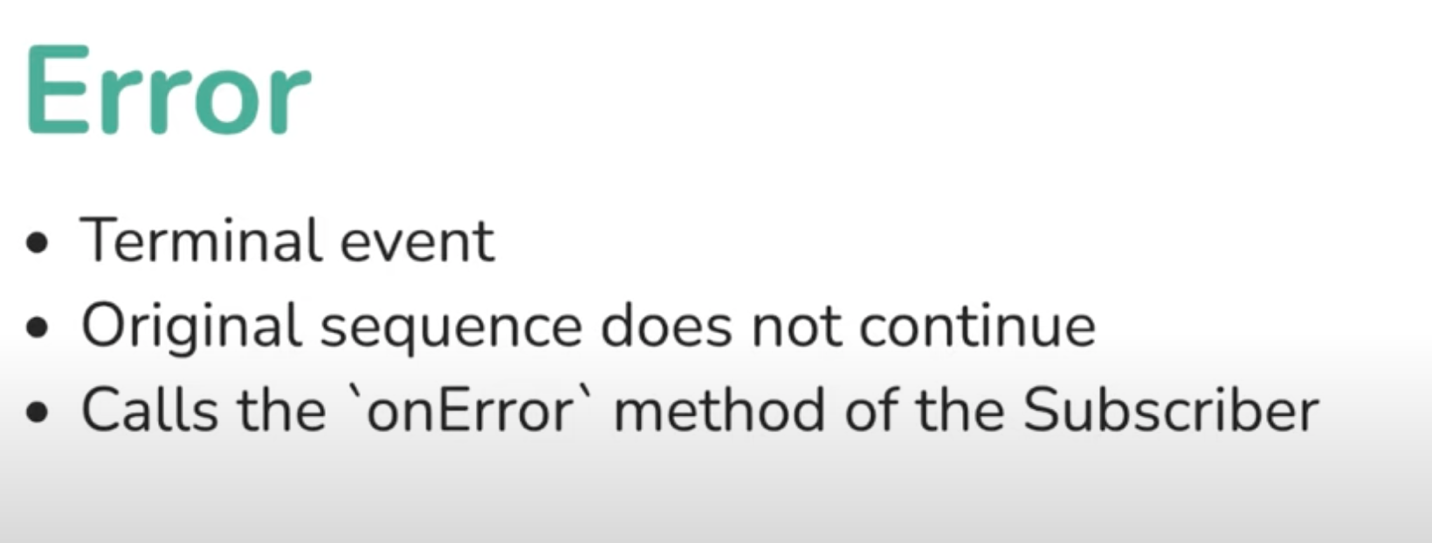 Error
• Terminal event
• Original sequence does not continue
• Calls the `onError` method of the Subscriber